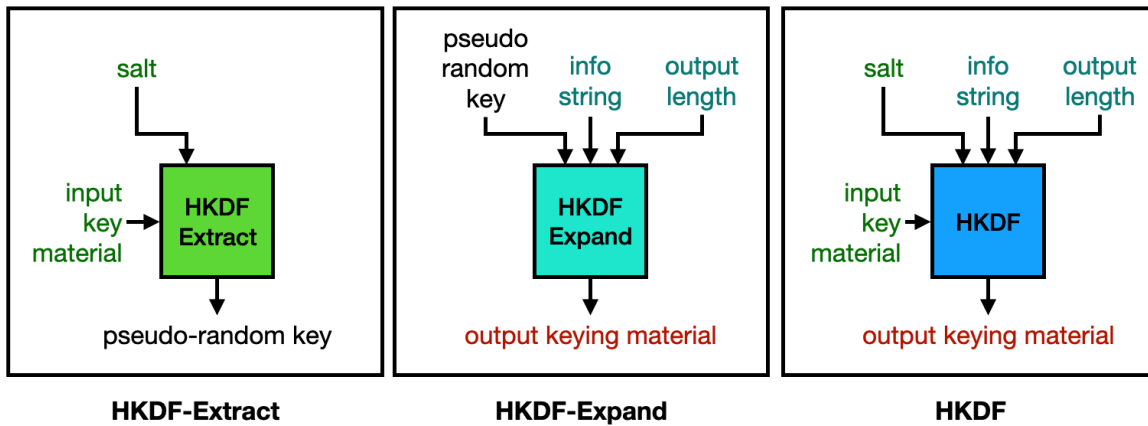 salt
input
key
material
HKDF
Extract
pseudo-random key
HKDF-Extract
pseudo
random
key
info
string
output
length
HKDF
Expand
output keying material
HKDF-Expand
salt
info
string
output
length
input
key
material
HKDF
output keying material
HKDF